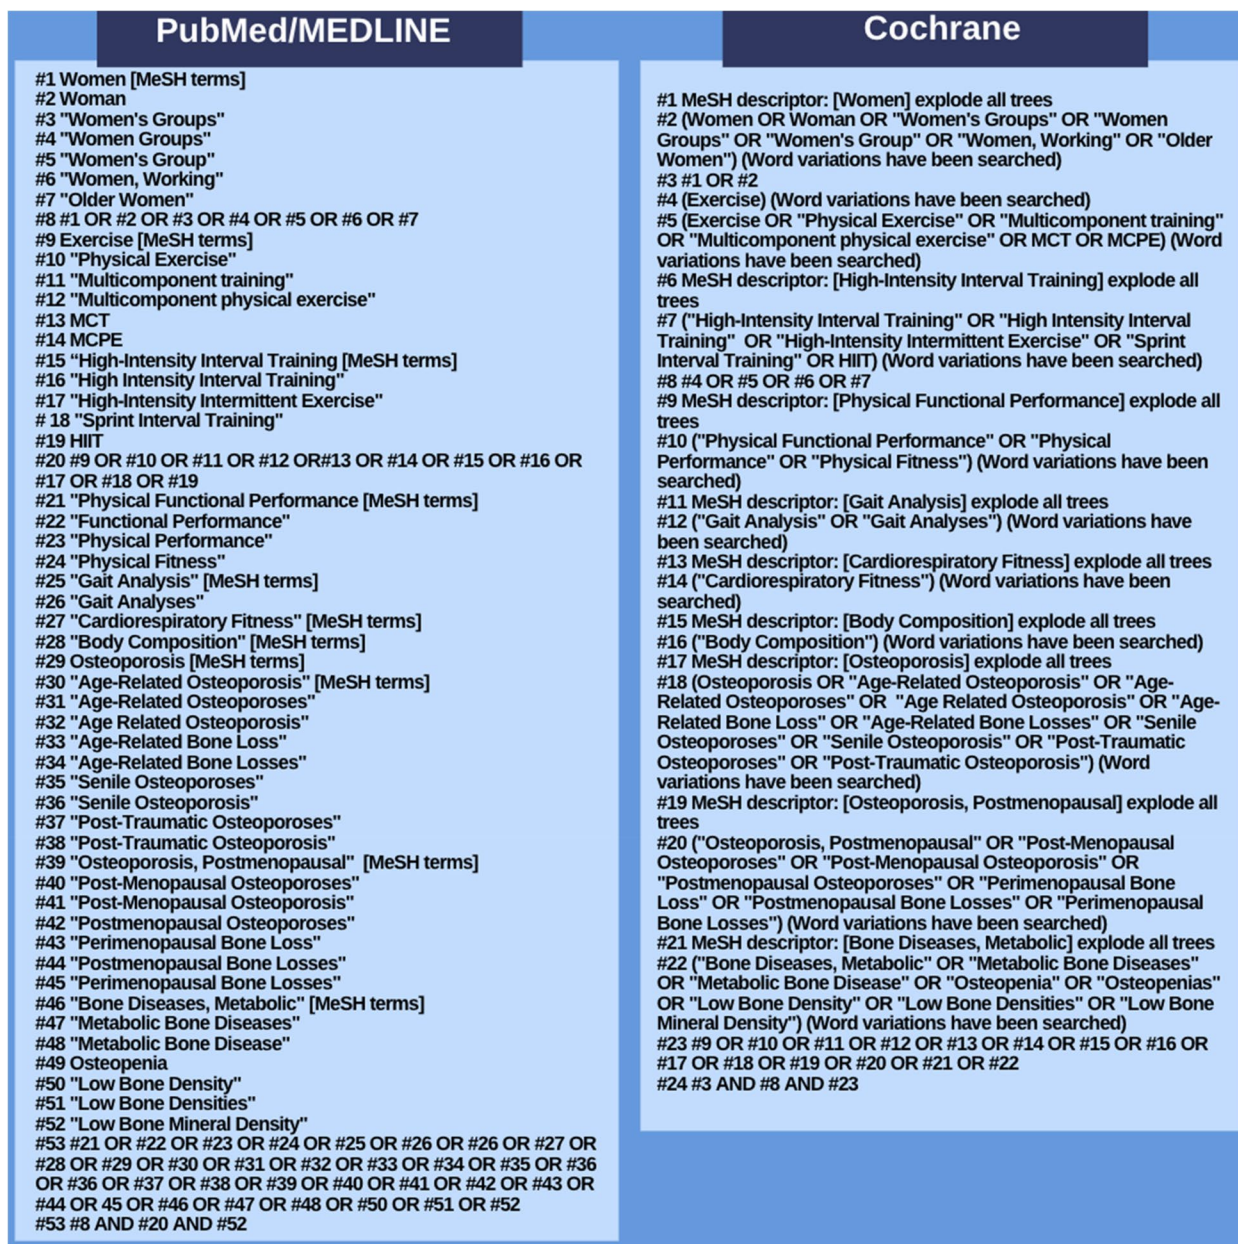 PubMed/MEDLINE
#1 Women [MeSH terms]
#2 Woman
#3 "Women's Groups"
#4 "Women Groups"
#5 "Women's Group"
#6 "Women, Working"
#7 "Older Women"
#8 #1 OR #2 OR #3 OR #4 OR #5 OR #6 OR #7
#9 Exercise [MeSH terms]
#10 "Physical Exercise"
#11 "Multicomponent training"
#12 "Multicomponent physical exercise"
#13 MCT
#14 MCPE
#15 “High-Intensity Interval Training [MeSH terms]
#16 "High Intensity Interval Training"
#17 "High-Intensity Intermittent Exercise"
# 18 "Sprint Interval Training"
#19 HIIT
#20 #9 OR #10 OR #11 OR #12 OR#13 OR #14 OR #15 OR #16 OR
#17 OR #18 OR #19
#21 "Physical Functional Performance [MeSH terms]
#22 "Functional Performance"
#23 "Physical Performance"
#24 "Physical Fitness"
#25 "Gait Analysis" [MeSH terms]
#26 "Gait Analyses"
#27 "Cardiorespiratory Fitness" [MeSH terms]
#28 "Body Composition" [MeSH terms]
#29 Osteoporosis [MeSH terms]
#30 "Age-Related Osteoporosis" [MeSH terms]
#31 "Age-Related Osteoporoses"
#32 "Age Related Osteoporosis"
#33 "Age-Related Bone Loss"
#34 "Age-Related Bone Losses"
#35 "Senile Osteoporoses"
#36 "Senile Osteoporosis"
#37 "Post-Traumatic Osteoporoses"
#38 "Post-Traumatic Osteoporosis"
#39 "Osteoporosis, Postmenopausal"  [MeSH terms]
#40 "Post-Menopausal Osteoporoses"
#41 "Post-Menopausal Osteoporosis"
#42 "Postmenopausal Osteoporoses"
#43 "Perimenopausal Bone Loss"
#44 "Postmenopausal Bone Losses"
#45 "Perimenopausal Bone Losses"
#46 "Bone Diseases, Metabolic" [MeSH terms]
#47 "Metabolic Bone Diseases"
#48 "Metabolic Bone Disease"
#49 Osteopenia
#50 "Low Bone Density"
#51 "Low Bone Densities"
#52 "Low Bone Mineral Density"
#53 #21 OR #22 OR #23 OR #24 OR #25 OR #26 OR #26 OR #27 OR
#28 OR #29 OR #30 OR #31 OR #32 OR #33 OR #34 OR #35 OR #36
OR #36 OR #37 OR #38 OR #39 OR #40 OR #41 OR #42 OR #43 OR
#44 OR 45 OR #46 OR #47 OR #48 OR #50 OR #51 OR #52
#53 #8 AND #20 AND #52
Cochrane
#1 MeSH descriptor: [Women] explode all trees
#2 (Women OR Woman OR "Women's Groups" OR "Women
Groups" OR "Women's Group" OR "Women, Working" OR "Older
Women") (Word variations have been searched)
#3 #1 OR #2
#4 (Exercise) (Word variations have been searched)
#5 (Exercise OR "Physical Exercise" OR "Multicomponent training"
OR "Multicomponent physical exercise" OR MCT OR MCPE) (Word
variations have been searched)
#6 MeSH descriptor: [High-Intensity Interval Training] explode all
trees
#7 ("High-Intensity Interval Training" OR "High Intensity Interval
Training"  OR "High-Intensity Intermittent Exercise" OR "Sprint
Interval Training" OR HIIT) (Word variations have been searched)
#8 #4 OR #5 OR #6 OR #7
#9 MeSH descriptor: [Physical Functional Performance] explode all
trees
#10 ("Physical Functional Performance" OR "Physical
Performance" OR "Physical Fitness") (Word variations have been
searched)
#11 MeSH descriptor: [Gait Analysis] explode all trees
#12 ("Gait Analysis" OR "Gait Analyses") (Word variations have
been searched)
#13 MeSH descriptor: [Cardiorespiratory Fitness] explode all trees
#14 ("Cardiorespiratory Fitness") (Word variations have been
searched)
#15 MeSH descriptor: [Body Composition] explode all trees
#16 ("Body Composition") (Word variations have been searched)
#17 MeSH descriptor: [Osteoporosis] explode all trees
#18 (Osteoporosis OR "Age-Related Osteoporosis" OR "Age-
Related Osteoporoses" OR  "Age Related Osteoporosis" OR "Age-
Related Bone Loss" OR "Age-Related Bone Losses" OR "Senile
Osteoporoses" OR "Senile Osteoporosis" OR "Post-Traumatic
Osteoporoses" OR "Post-Traumatic Osteoporosis") (Word
variations have been searched)
#19 MeSH descriptor: [Osteoporosis, Postmenopausal] explode all
trees
#20 ("Osteoporosis, Postmenopausal" OR "Post-Menopausal
Osteoporoses" OR "Post-Menopausal Osteoporosis" OR
"Postmenopausal Osteoporoses" OR "Perimenopausal Bone
Loss" OR "Postmenopausal Bone Losses" OR "Perimenopausal
Bone Losses") (Word variations have been searched)
#21 MeSH descriptor: [Bone Diseases, Metabolic] explode all trees
#22 ("Bone Diseases, Metabolic" OR "Metabolic Bone Diseases"
OR "Metabolic Bone Disease" OR "Osteopenia" OR "Osteopenias"
OR "Low Bone Density" OR "Low Bone Densities" OR "Low Bone
Mineral Density") (Word variations have been searched)
#23 #9 OR #10 OR #11 OR #12 OR #13 OR #14 OR #15 OR #16 OR
#17 OR #18 OR #19 OR #20 OR #21 OR #22
#24 #3 AND #8 AND #23